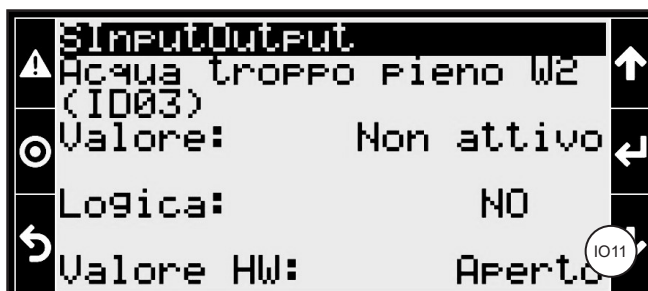 SInputOutput
Acqua troppo pieno W2
(ID03)
Valore: Non attivo
Logica: NO
Valore HW: Aperto
IO11